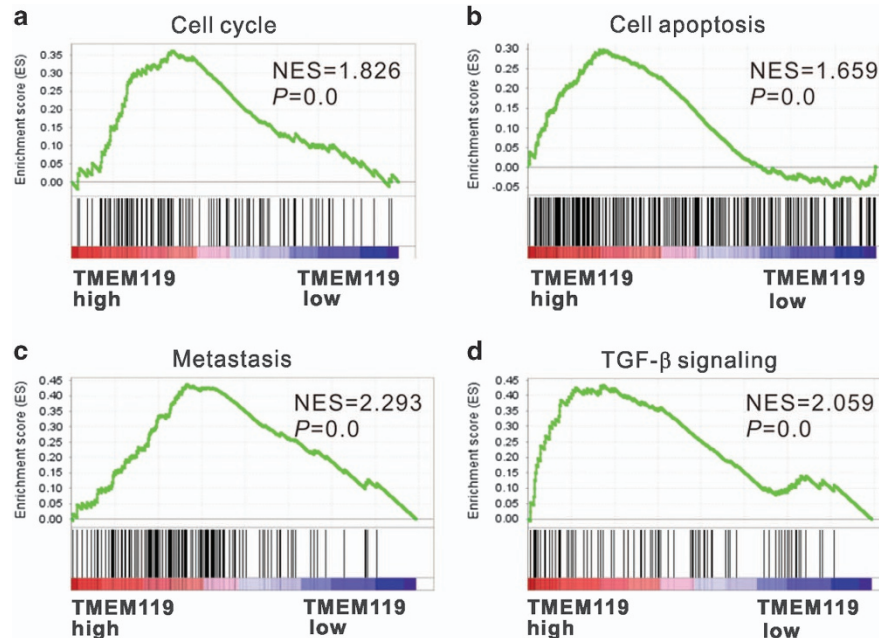 a
Cell cycle
Enrichment score (ES)
0.35
0.30
0.25
0.20
0.15
0.10
0.05
0.00
NES=1.826
P=0.0
TMEM119
high
TMEM119
low
b
Cell apoptosis
Enrichment score (ES)
0.30
0.25
0.20
0.15
0.10
0.05
0.00
-0.05
NES=1.659
P=0.0
TMEM119
high
TMEM119
low
c
Metastasis
Enrichment score (ES)
0.45
0.40
0.35
0.30
0.25
0.20
0.15
0.10
0.05
0.00
NES=2.293
P=0.0
TMEM119
high
TMEM119
low
d
TGF-β signaling
Enrichment score (ES)
0.45
0.40
0.35
0.30
0.25
0.20
0.15
0.10
0.05
0.00
NES=2.059
P=0.0
TMEM119
high
TMEM119
low